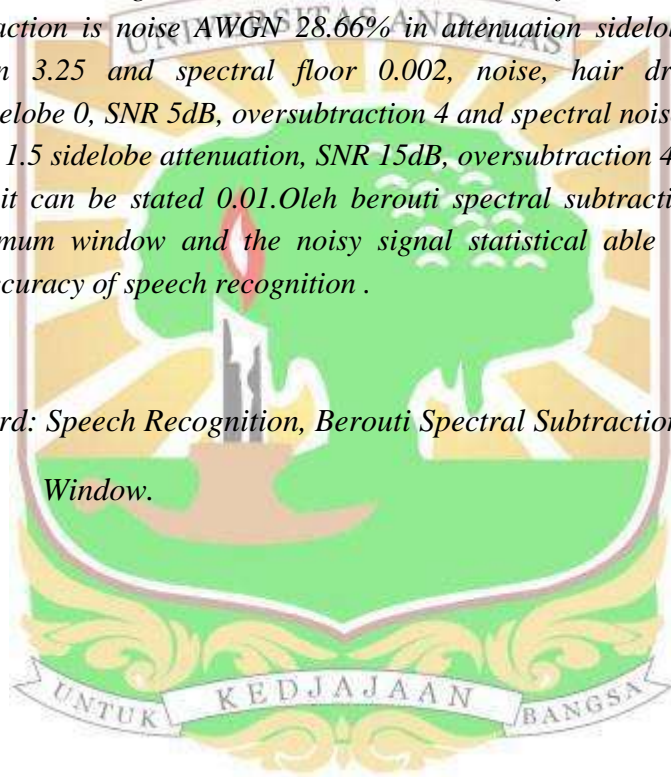 UNIVERSITAS ANDALAS
action is noise AWGN 28.66% in attenuation sidelo
n 3.25 and spectral floor 0.002, noise, hair dr
elobe 0, SNR 5dB, oversubtraction 4 and spectral nois
1.5 sidelobe attenuation, SNR 15dB, oversubtraction 4
it can be stated 0.01.Oleh berouti spectral subtracti
mum window and the noisy signal statistical able
ccuracy of speech recognition .
rd: Speech Recognition, Berouti Spectral Subtraction
Window.
UNTUK KEDJAJAAN BANGSA